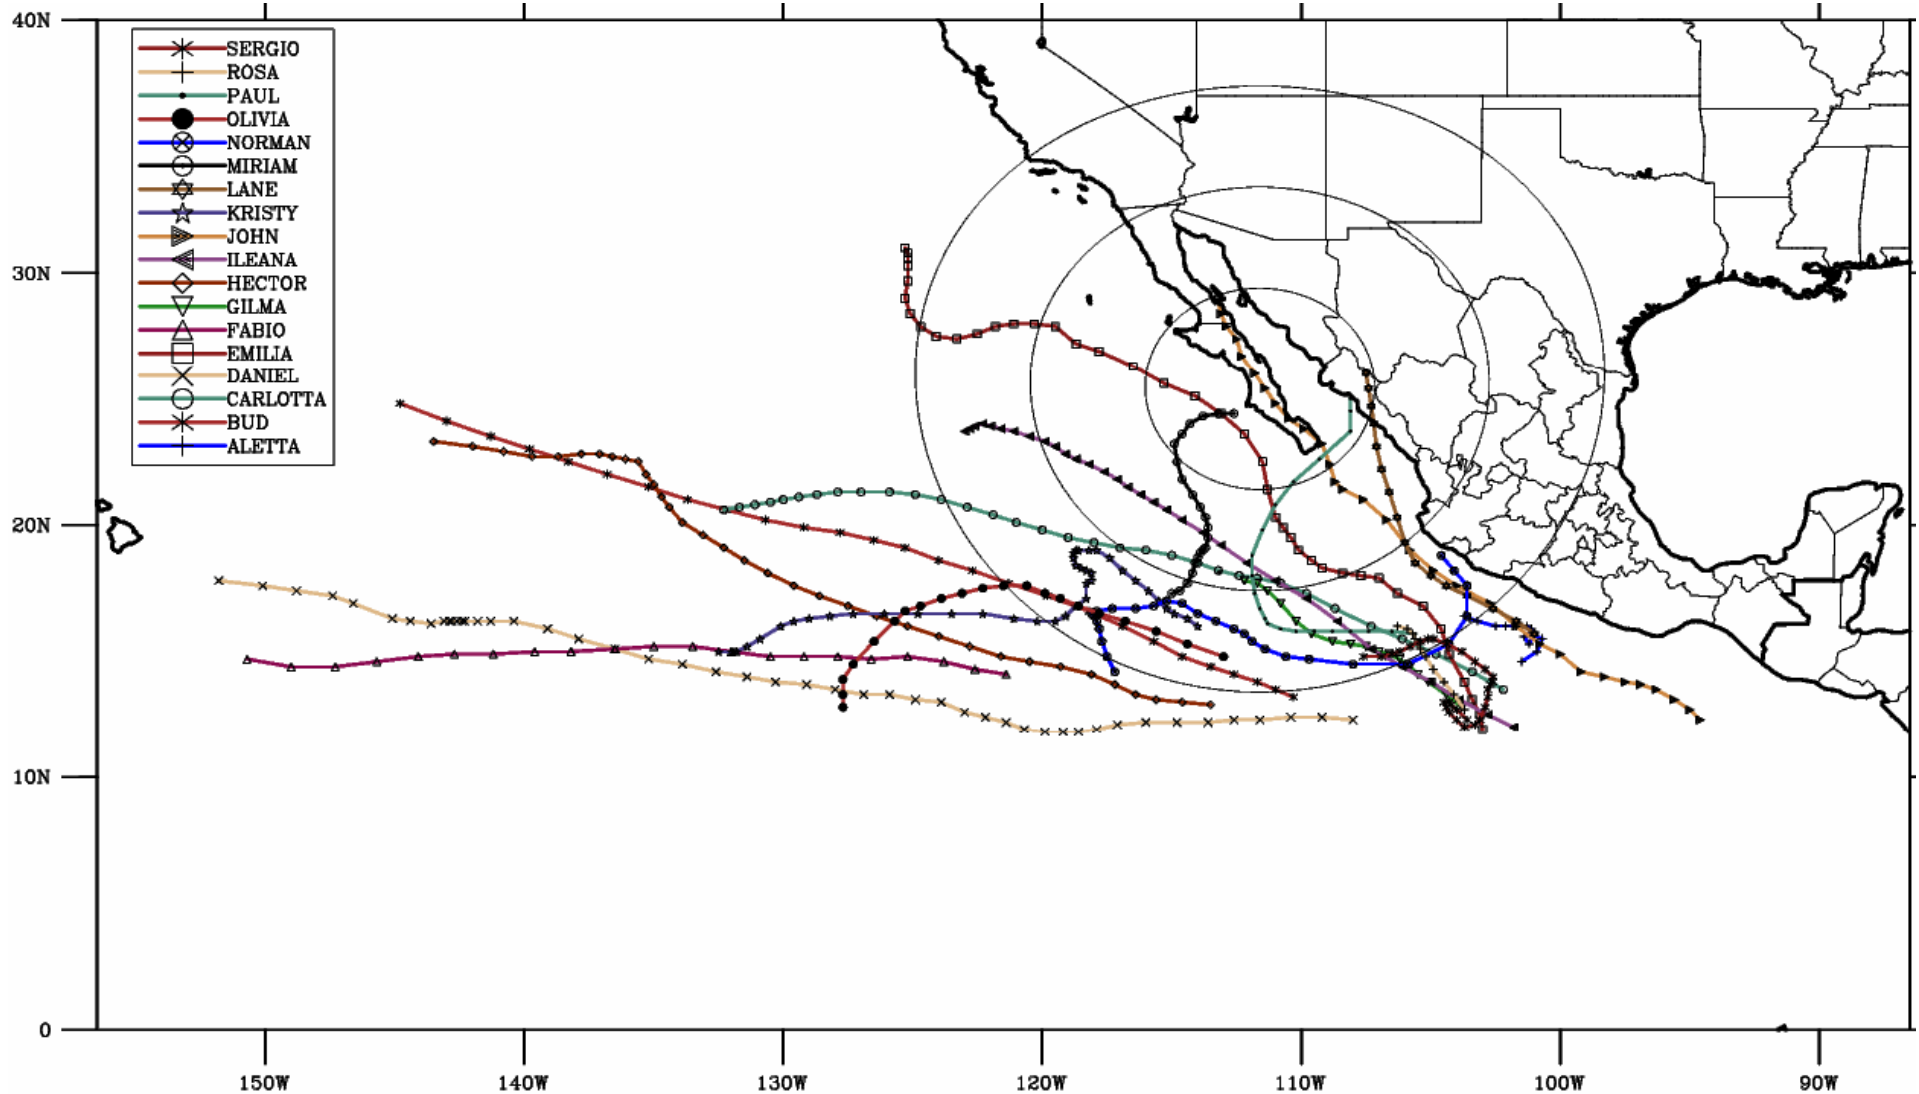 40N
SERGIO
ROSA
PAUL
OLIVIA
NORMAN
MIRIAM
LANE
KRISTY
JOHN
ILEANA
HECTOR
GILMA
FABIO
EMILIA
DANIEL
CARLOTTA
BUD
ALETTA
30N
20N
10N
0
150W 140W 130W 120W 110W 100W 90W